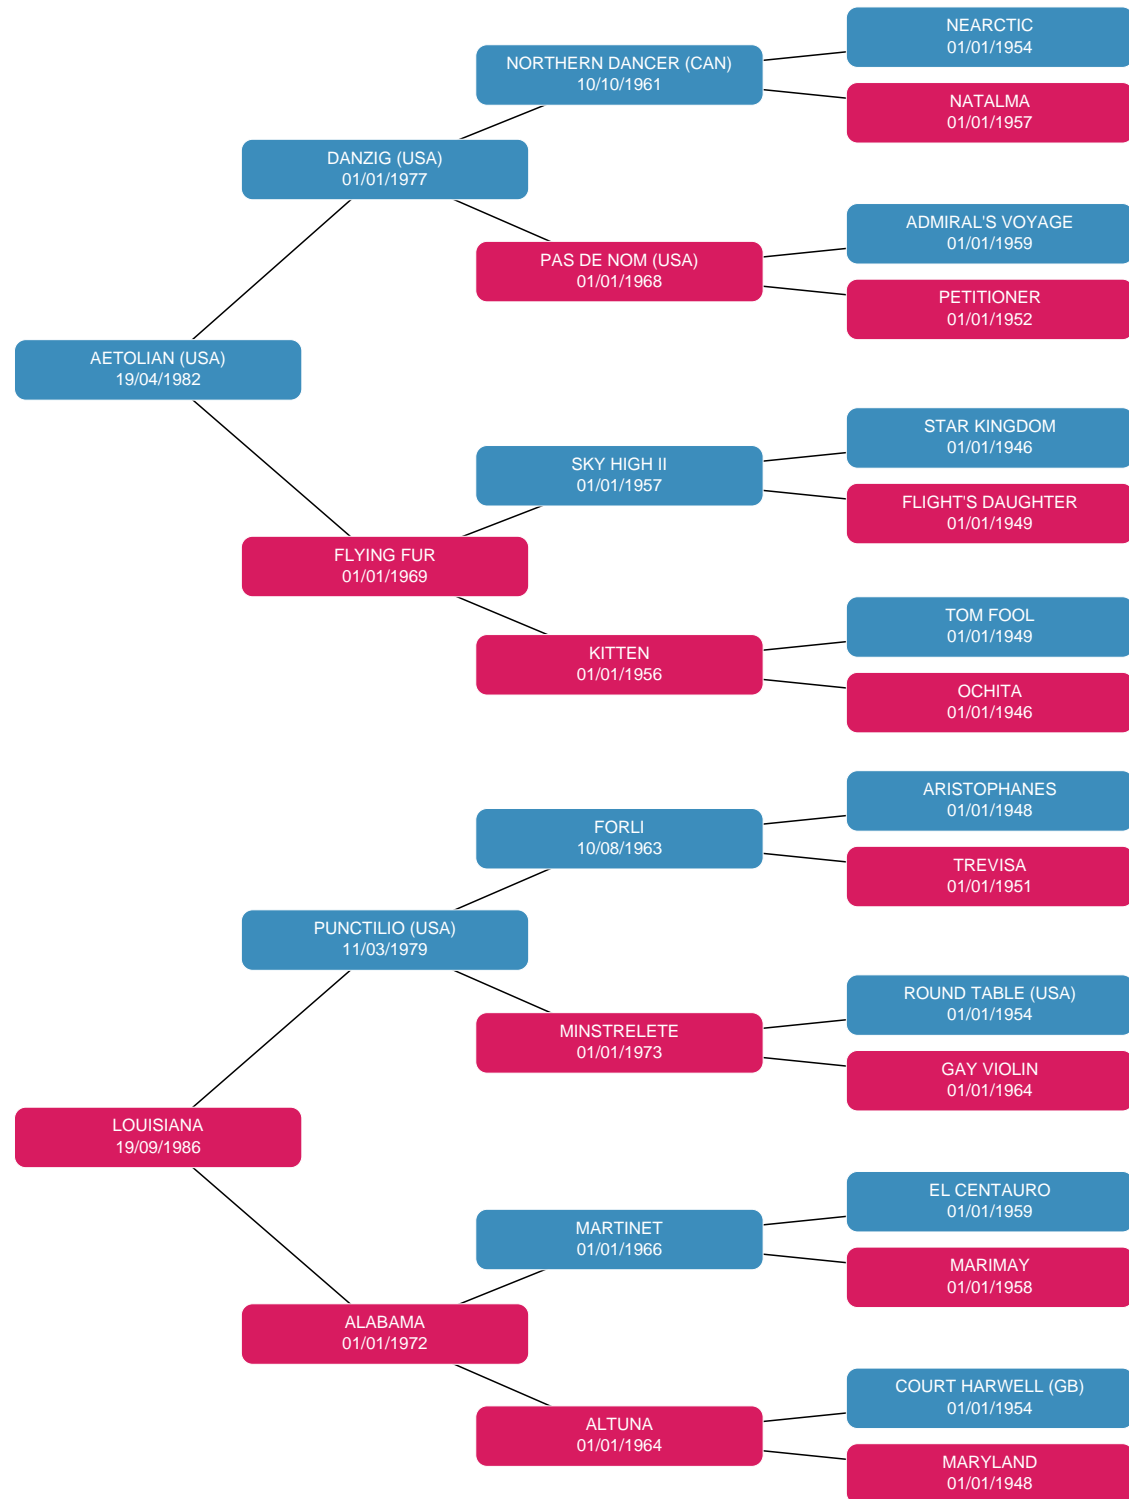 NEARCTIC
01/01/1954
NORTHERN DANCER (CAN)
10/10/1961
NATALMA
01/01/1957
DANZIG (USA)
01/01/1977
ADMIRAL'S VOYAGE
01/01/1959
PAS DE NOM (USA)
01/01/1968
PETITIONER
01/01/1952
AETOLIAN (USA)
19/04/1982
STAR KINGDOM
01/01/1946
SKY HIGH II
01/01/1957
FLIGHT'S DAUGHTER
01/01/1949
FLYING FUR
01/01/1969
TOM FOOL
01/01/1949
KITTEN
01/01/1956
OCHITA
01/01/1946
ARISTOPHANES
01/01/1948
FORLI
10/08/1963
TREVISA
01/01/1951
PUNCTILIO (USA)
11/03/1979
ROUND TABLE (USA)
01/01/1954
MINSTRELETE
01/01/1973
GAY VIOLIN
01/01/1964
LOUISIANA
19/09/1986
EL CENTAURO
01/01/1959
MARTINET
01/01/1966
MARIMAY
01/01/1958
ALABAMA
01/01/1972
COURT HARWELL (GB)
01/01/1954
ALTUNA
01/01/1964
MARYLAND
01/01/1948